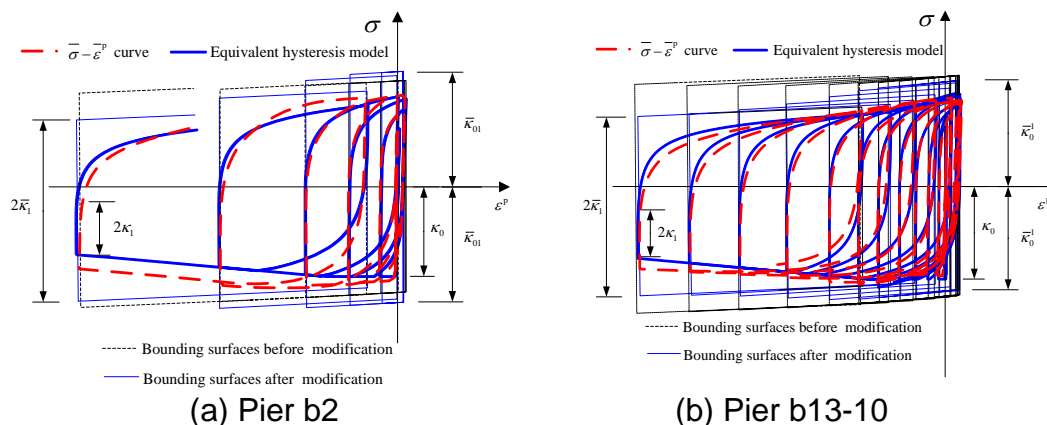 σ
σ̅ – ε̅ᵖ curve
Equivalent hysteresis model
κ̅₀₁
2κ̅₁
2κ₁
κ₀
εᵖ
κ̅₀₁
Bounding surfaces before modification
Bounding surfaces after modification
(a) Pier b2
σ
σ̅ – ε̅ᵖ curve
Equivalent hysteresis model
κ̅₀¹
2κ̅₁
2κ₁
κ₀
κ̅₀¹
Bounding surfaces before modification
Bounding surfaces after modification
(b) Pier b13-10